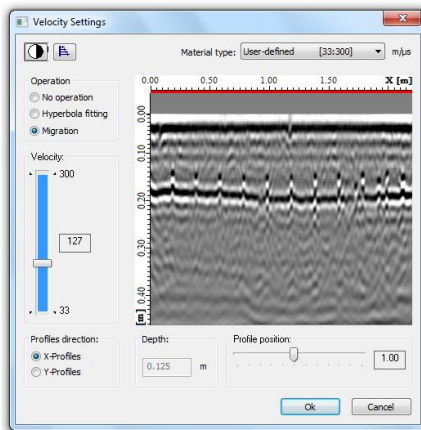 Velocity Settings
Material type: User-defined [33:300] m/µs
Operation
No operation
Hyperbola fitting
Migration
Velocity:
300
127
33
0.00 0.50 1.00 1.50 X [m]
0.00
0.10
0.20
0.30
0.40
[m]
Profiles direction:
X-Profiles
Y-Profiles
Depth:
0.125 m
Profile position:
1.00
Ok Cancel